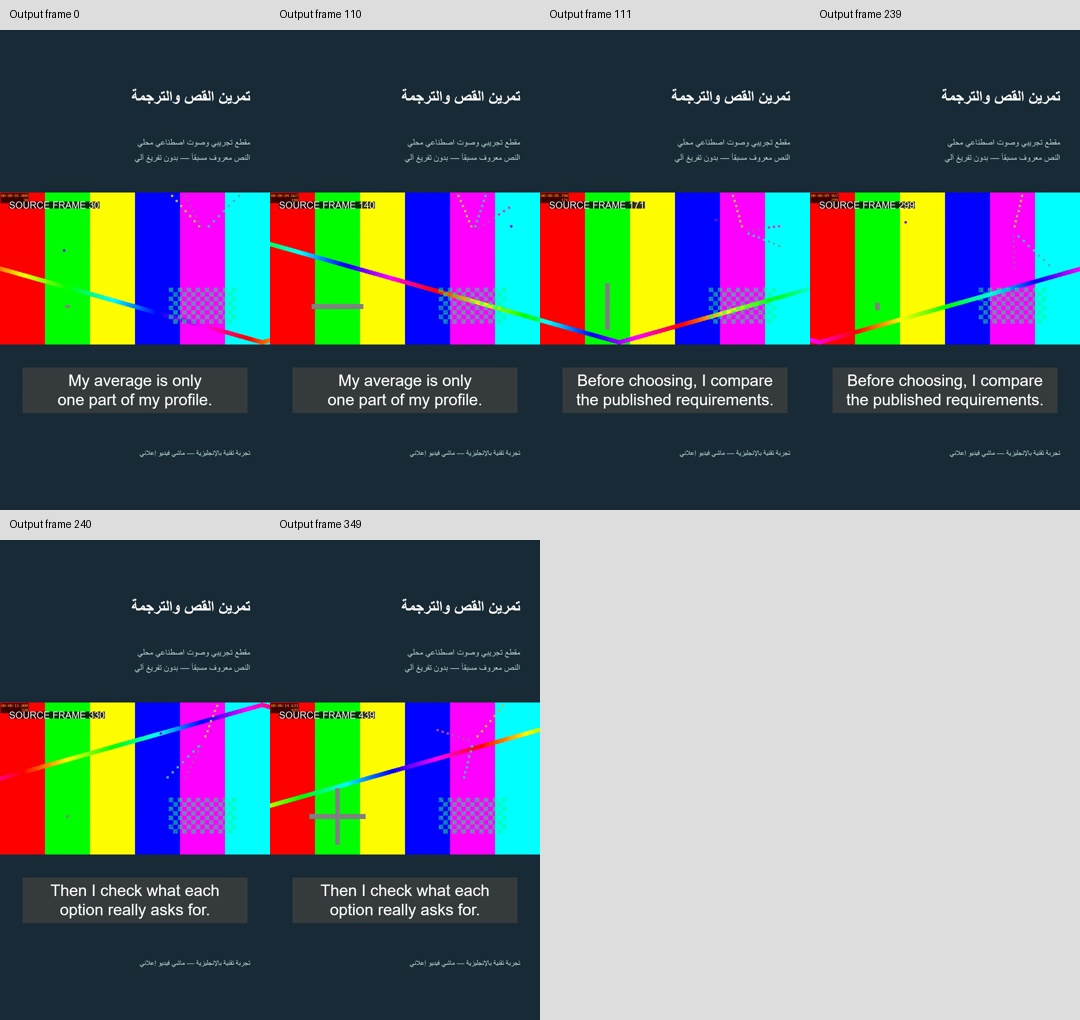 Output frame 0
تمرين القص والترجمة
مقطع تجريبي وصوت اصطناعي محلي
النص معروف مسبقاً — بدون تفريغ آلي
SOURCE FRAME 30
My average is only
one part of my profile.
تجربة تقنية بالإنجليزية — ماشي فيديو إعلاني
Output frame 110
تمرين القص والترجمة
مقطع تجريبي وصوت اصطناعي محلي
النص معروف مسبقاً — بدون تفريغ آلي
SOURCE FRAME 140
My average is only
one part of my profile.
تجربة تقنية بالإنجليزية — ماشي فيديو إعلاني
Output frame 111
تمرين القص والترجمة
مقطع تجريبي وصوت اصطناعي محلي
النص معروف مسبقاً — بدون تفريغ آلي
SOURCE FRAME 171
Before choosing, I compare
the published requirements.
تجربة تقنية بالإنجليزية — ماشي فيديو إعلاني
Output frame 239
تمرين القص والترجمة
مقطع تجريبي وصوت اصطناعي محلي
النص معروف مسبقاً — بدون تفريغ آلي
SOURCE FRAME 299
Before choosing, I compare
the published requirements.
تجربة تقنية بالإنجليزية — ماشي فيديو إعلاني
Output frame 240
تمرين القص والترجمة
مقطع تجريبي وصوت اصطناعي محلي
النص معروف مسبقاً — بدون تفريغ آلي
SOURCE FRAME 330
Then I check what each
option really asks for.
تجربة تقنية بالإنجليزية — ماشي فيديو إعلاني
Output frame 349
تمرين القص والترجمة
مقطع تجريبي وصوت اصطناعي محلي
النص معروف مسبقاً — بدون تفريغ آلي
SOURCE FRAME 439
Then I check what each
option really asks for.
تجربة تقنية بالإنجليزية — ماشي فيديو إعلاني